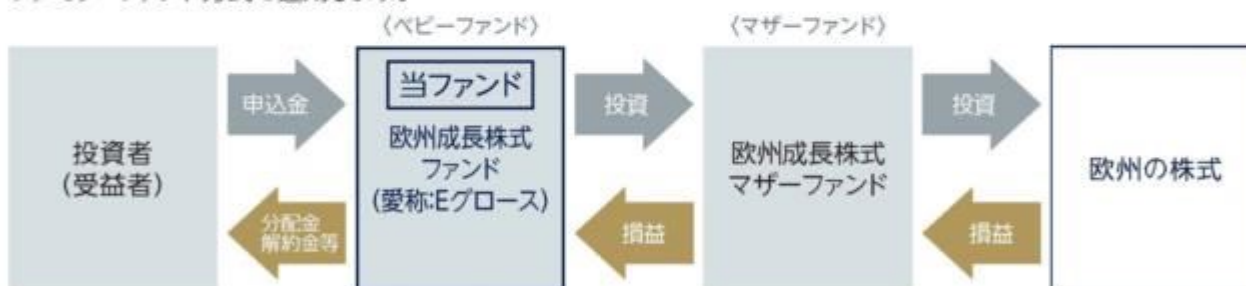 〈ベビーファンド〉
〈マザーファンド〉
投資者
(受益者)
申込金
分配金
解約金等
当ファンド
欧州成長株式
ファンド
(愛称:Eグロース)
投資
損益
欧州成長株式
マザーファンド
投資
損益
欧州の株式